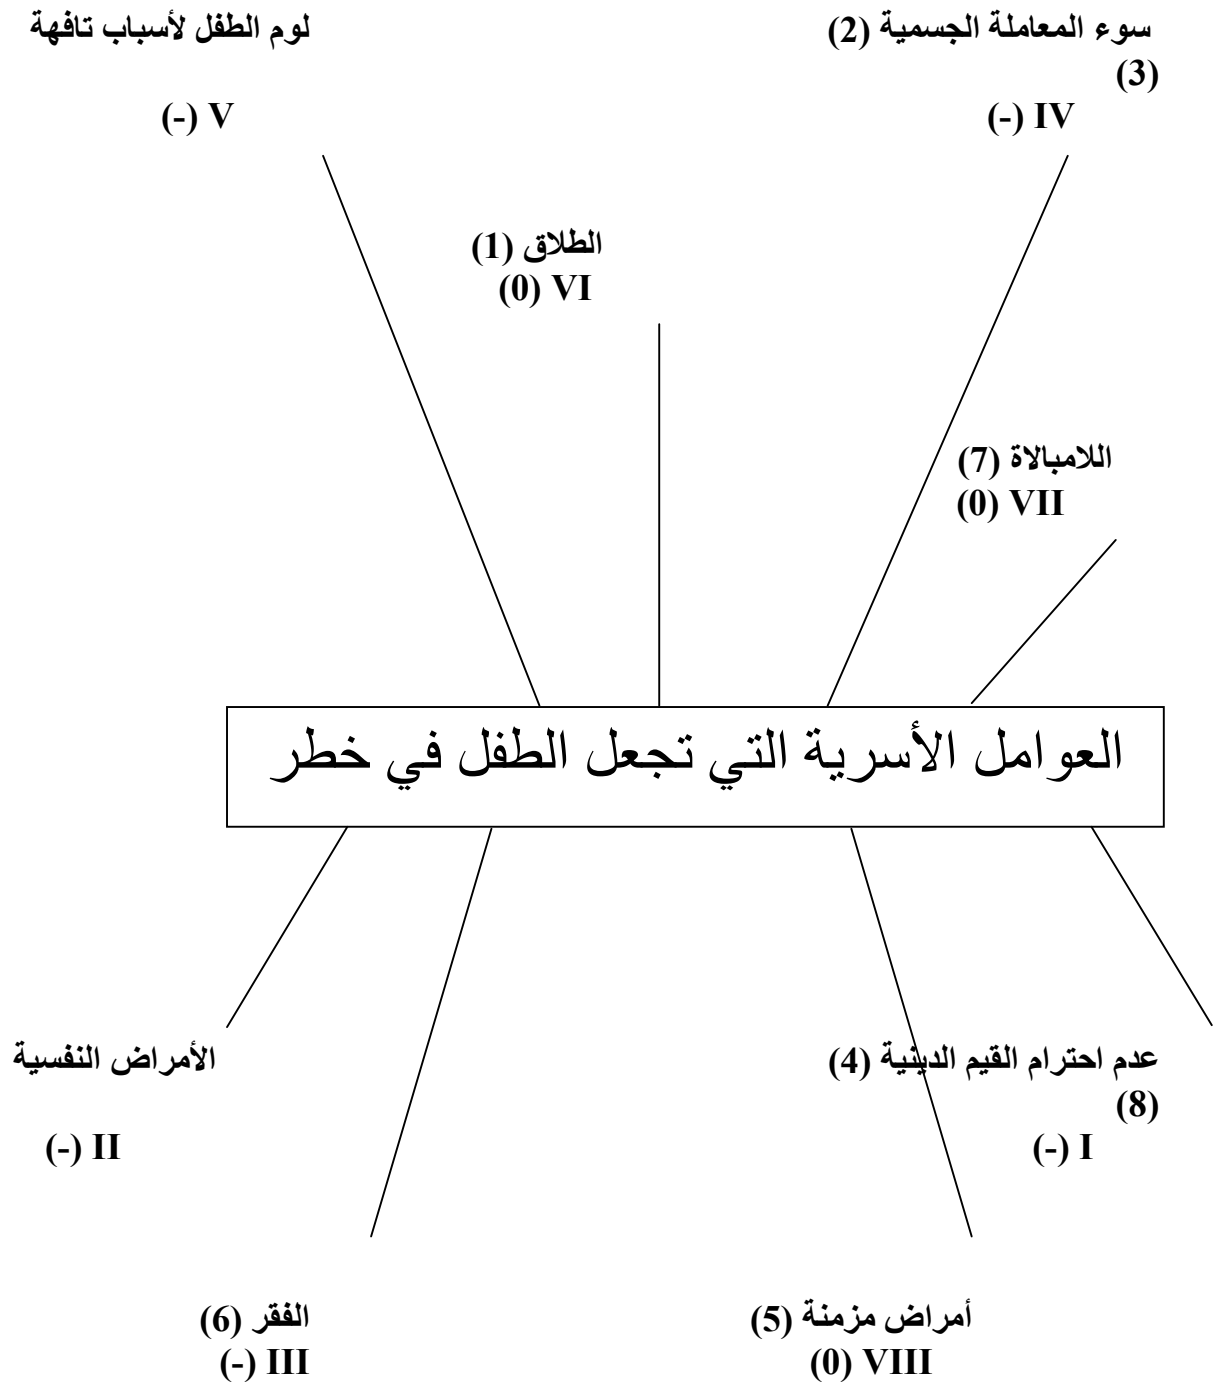 سوء المعاملة الجسمية (2)
لوم الطفل لأسباب تافهة
(3)
(-) IV
(-) V
الطلاق (1)
(0) VI
اللامبالاة (7)
(0) VII
العوامل الأسرية التي تجعل الطفل في خطر
عدم احترام القيم الدينية (4)
الأمراض النفسية
(8)
(-) I
(-) II
أمراض مزمنة (5)
الفقر (6)
(0) VIII
(-) III